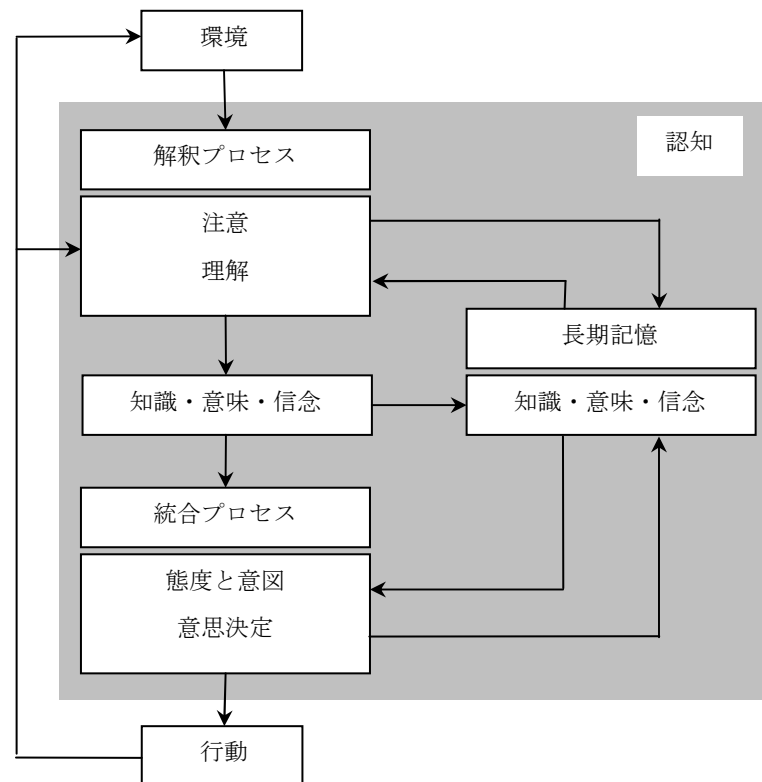 環境
認知
解釈プロセス
注意
理解
長期記憶
知識・意味・信念
知識・意味・信念
統合プロセス
態度と意図
意思決定
行動